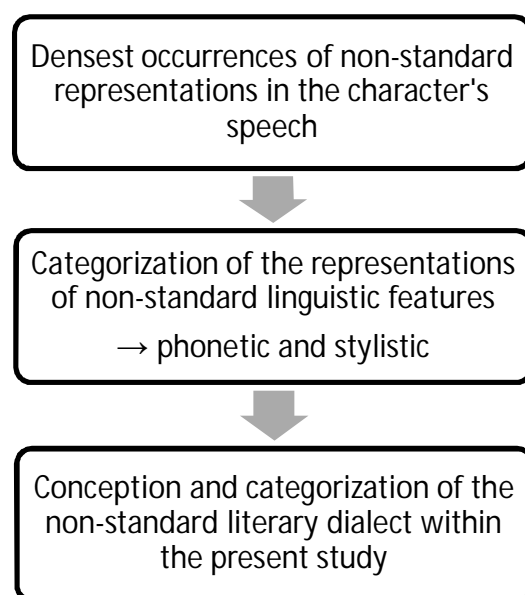 Densest occurrences of non-standard
representations in the character's
speech
Categorization of the representations
of non-standard linguistic features
→ phonetic and stylistic
Conception and categorization of the
non-standard literary dialect within
the present study